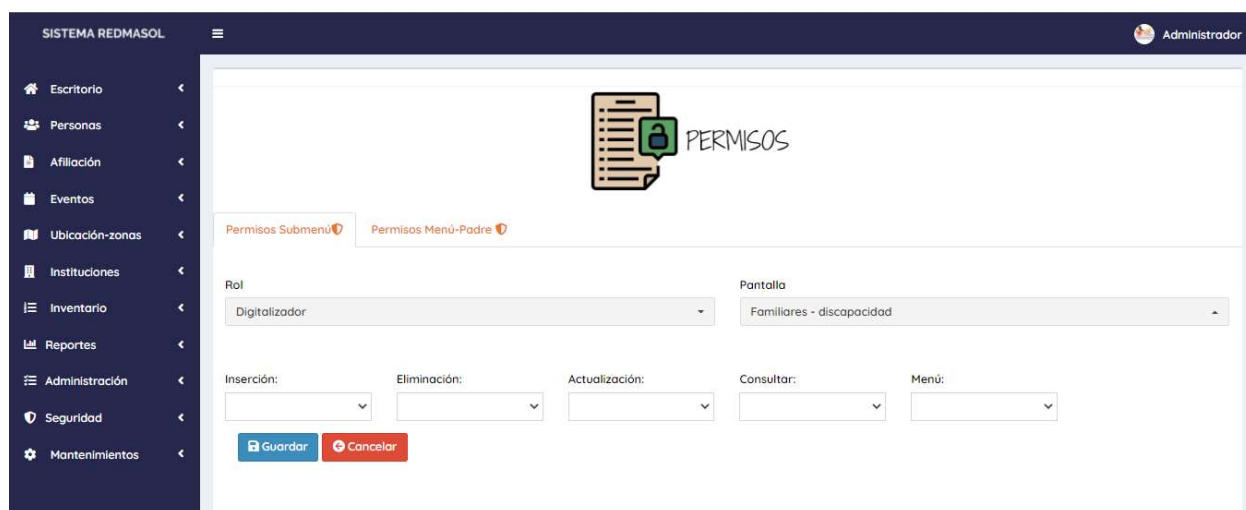 SISTEMA REDMASOL
Administrador
Escritorio
Personas
Afiliación
Eventos
Ubicación-zonas
Instituciones
Inventario
Reportes
Administración
Seguridad
Mantenimientos
PERMISOS
Permisos Submenú Permisos Menú-Padre
Rol Pantalla
Digitalizador Familiares - discapacidad
Inserción: Eliminación: Actualización: Consultar: Menú:
Guardar Cancelar